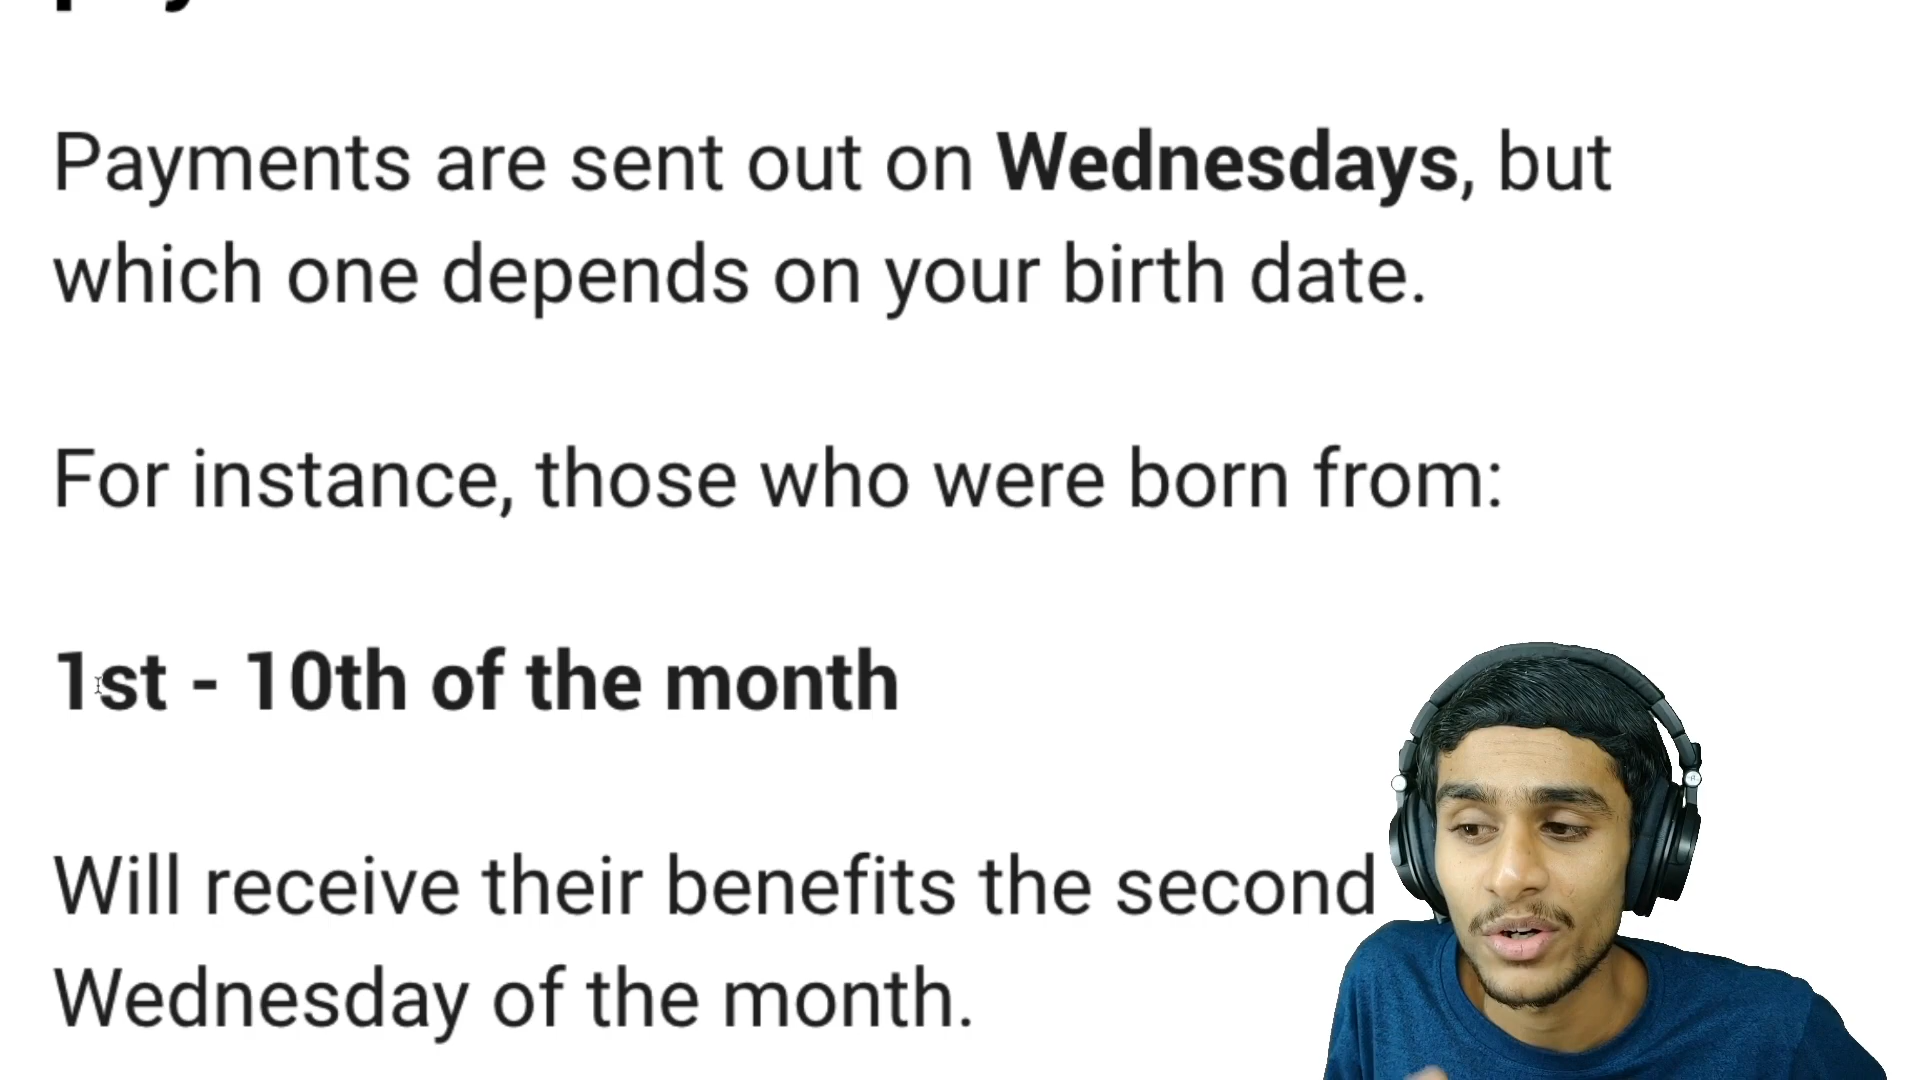 Payments are sent out on Wednesdays, but
which one depends on your birth date.
For instance, those who were born from:
1st - 10th of the month
Will receive their benefits the second
Wednesday of the month.